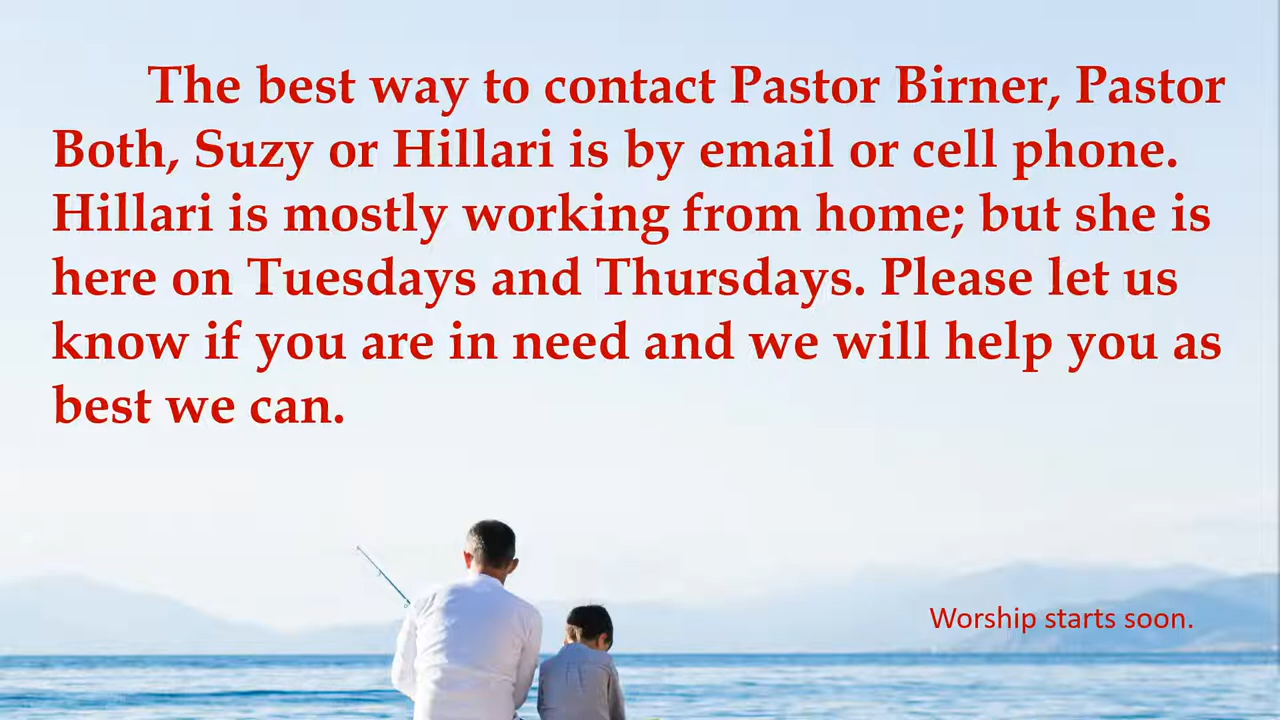 The best way to contact Pastor Birner, Pastor
Both, Suzy or Hillari is by email or cell phone.
Hillari is mostly working from home; but she is
here on Tuesdays and Thursdays. Please let us
know if you are in need and we will help you as
best we can.
Worship starts soon.